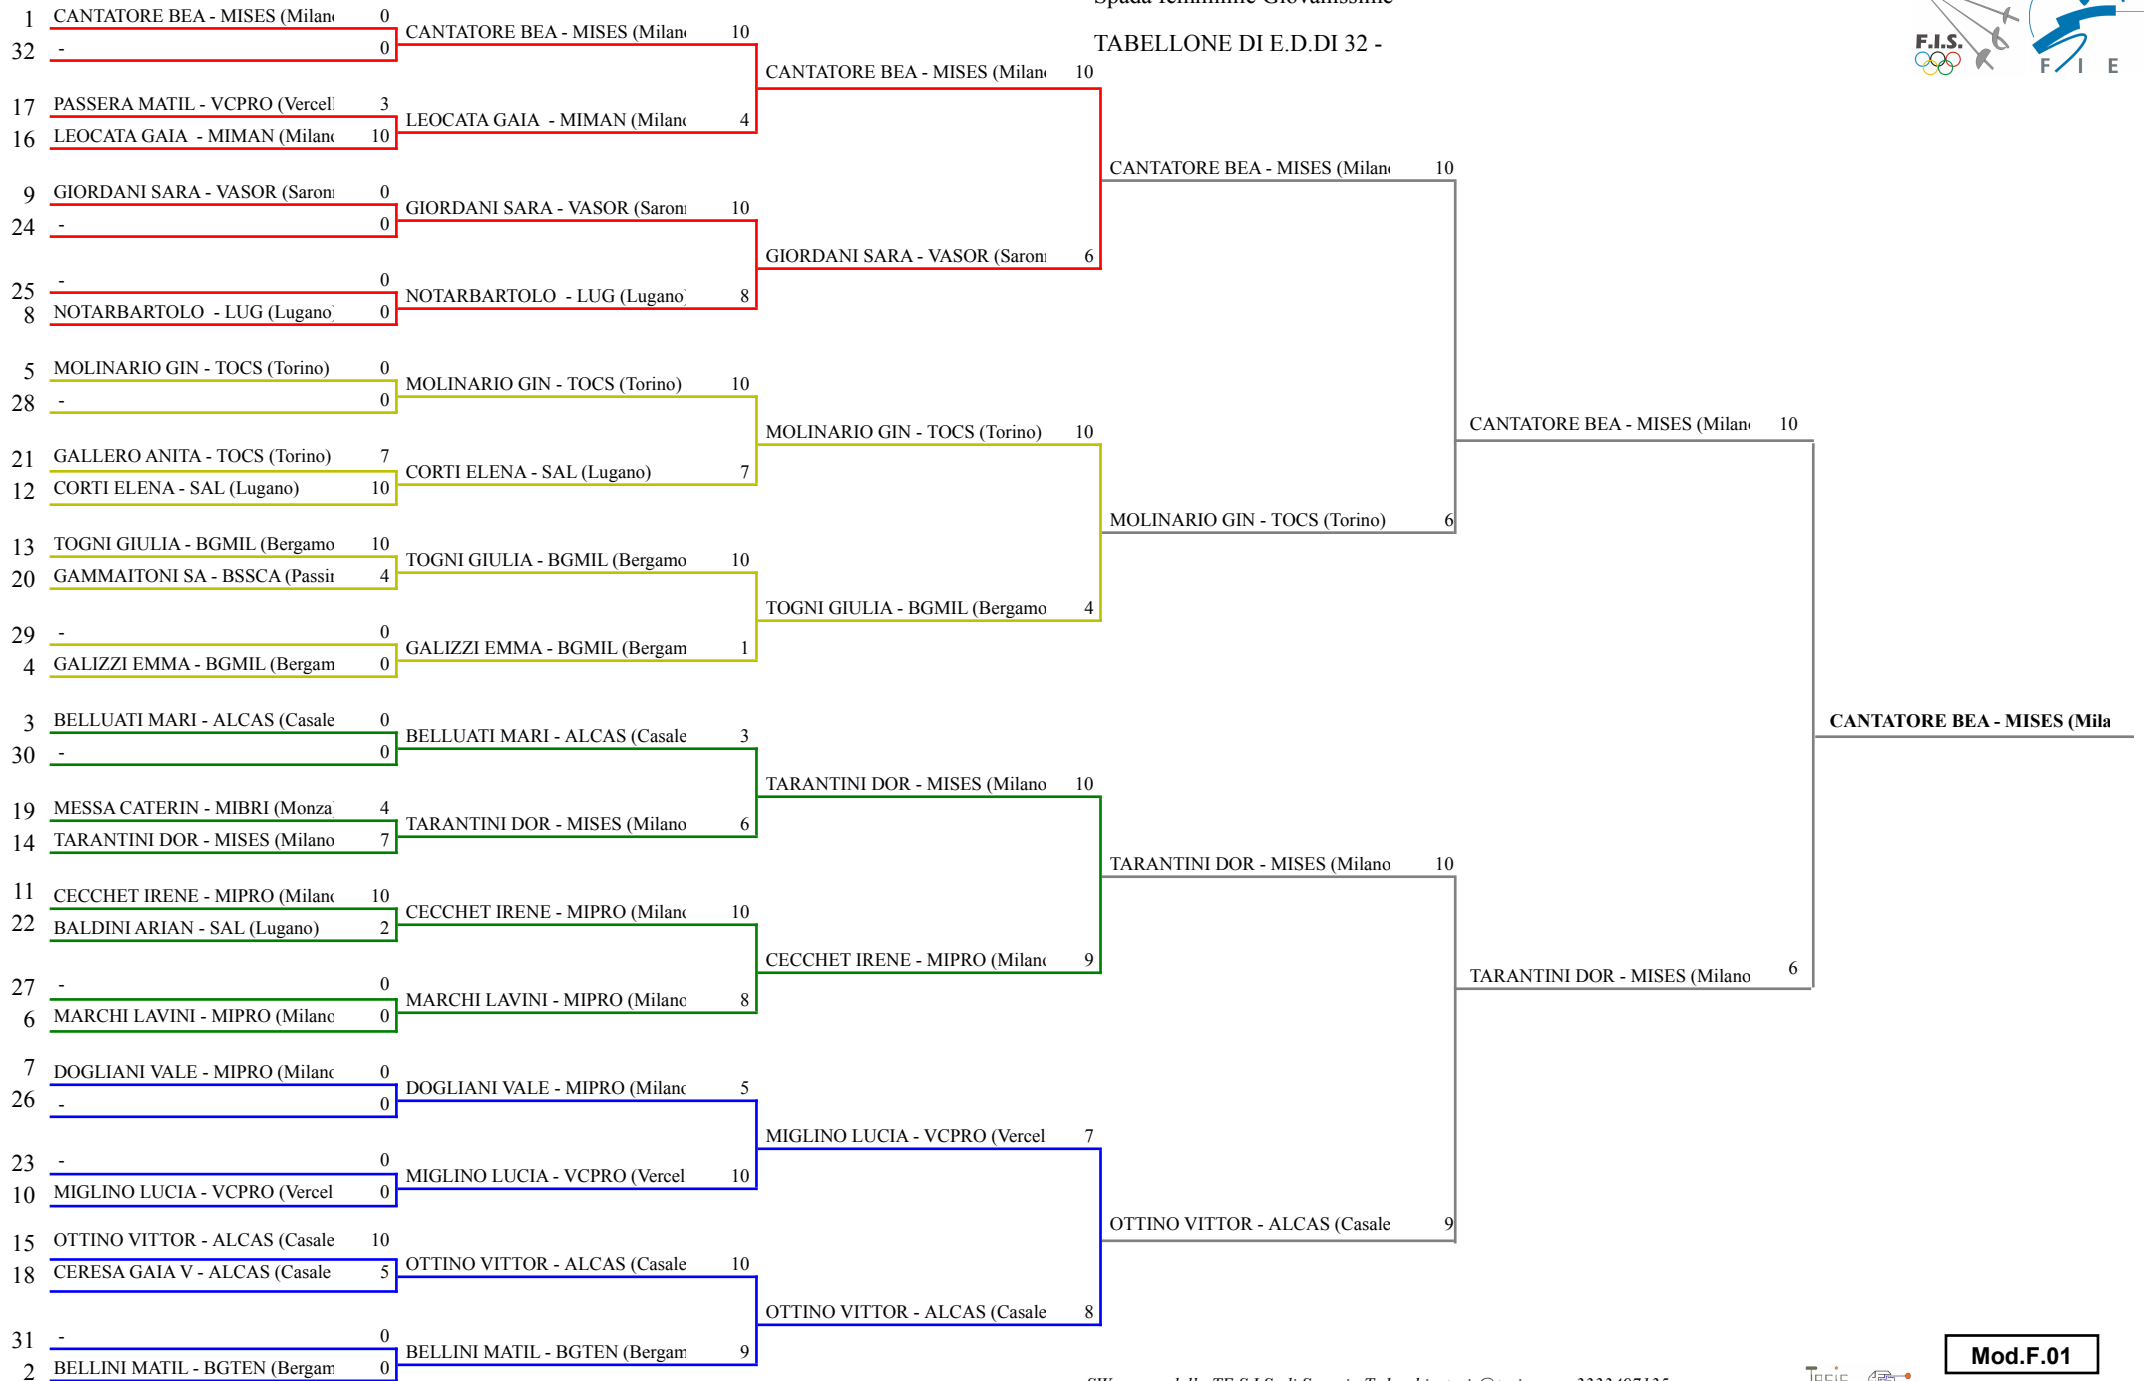 Spada femminile Giovanissime
TABELLONE DI E.D.DI 32 -
F.I.S.
F I E
1 CANTATORE BEA - MISES (Milan 0
32 - 0
17 PASSERA MATIL - VCPRO (Vercel 3
16 LEOCATA GAIA - MIMAN (Milan 10
9 GIORDANI SARA - VASOR (Saron 0
24 - 0
25 - 0
8 NOTARBARTOLO - LUG (Lugano 0
5 MOLINARIO GIN - TOCS (Torino) 0
28 - 0
21 GALLERO ANITA - TOCS (Torino) 7
12 CORTI ELENA - SAL (Lugano) 10
13 TOGNI GIULIA - BGMIL (Bergamo 10
20 GAMMAITONI SA - BSSCA (Passi 4
29 - 0
4 GALIZZI EMMA - BGMIL (Bergam 0
3 BELLUATI MARI - ALCAS (Casale 0
30 - 0
19 MESSA CATERIN - MIBRI (Monza 4
14 TARANTINI DOR - MISES (Milano 7
11 CECCHET IRENE - MIPRO (Milan 10
22 BALDINI ARIAN - SAL (Lugano) 2
27 - 0
6 MARCHI LAVINI - MIPRO (Milano 0
7 DOGLIANI VALE - MIPRO (Milan 0
26 - 0
23 - 0
10 MIGLINO LUCIA - VCPRO (Vercel 0
15 OTTINO VITTOR - ALCAS (Casale 10
18 CERESA GAIA V - ALCAS (Casale 5
31 - 0
2 BELLINI MATIL - BGTEN (Bergam 0
CANTATORE BEA - MISES (Milan 10
LEOCATA GAIA - MIMAN (Milan 4
GIORDANI SARA - VASOR (Saron 10
NOTARBARTOLO - LUG (Lugano 8
MOLINARIO GIN - TOCS (Torino) 10
CORTI ELENA - SAL (Lugano) 7
TOGNI GIULIA - BGMIL (Bergamo 10
GALIZZI EMMA - BGMIL (Bergam 1
BELLUATI MARI - ALCAS (Casale 3
TARANTINI DOR - MISES (Milano 6
CECCHET IRENE - MIPRO (Milan 10
MARCHI LAVINI - MIPRO (Milano 8
DOGLIANI VALE - MIPRO (Milan 5
MIGLINO LUCIA - VCPRO (Vercel 10
OTTINO VITTOR - ALCAS (Casale 10
BELLINI MATIL - BGTEN (Bergam 9
CANTATORE BEA - MISES (Milan 10
GIORDANI SARA - VASOR (Saron 6
MOLINARIO GIN - TOCS (Torino) 10
TOGNI GIULIA - BGMIL (Bergamo 4
TARANTINI DOR - MISES (Milano 10
CECCHET IRENE - MIPRO (Milan 9
MIGLINO LUCIA - VCPRO (Vercel 7
OTTINO VITTOR - ALCAS (Casale 8
CANTATORE BEA - MISES (Milan 10
MOLINARIO GIN - TOCS (Torino) 6
TARANTINI DOR - MISES (Milano 10
OTTINO VITTOR - ALCAS (Casale 9
CANTATORE BEA - MISES (Milan 10
TARANTINI DOR - MISES (Milano 6
CANTATORE BEA - MISES (Mila
Mod.F.01